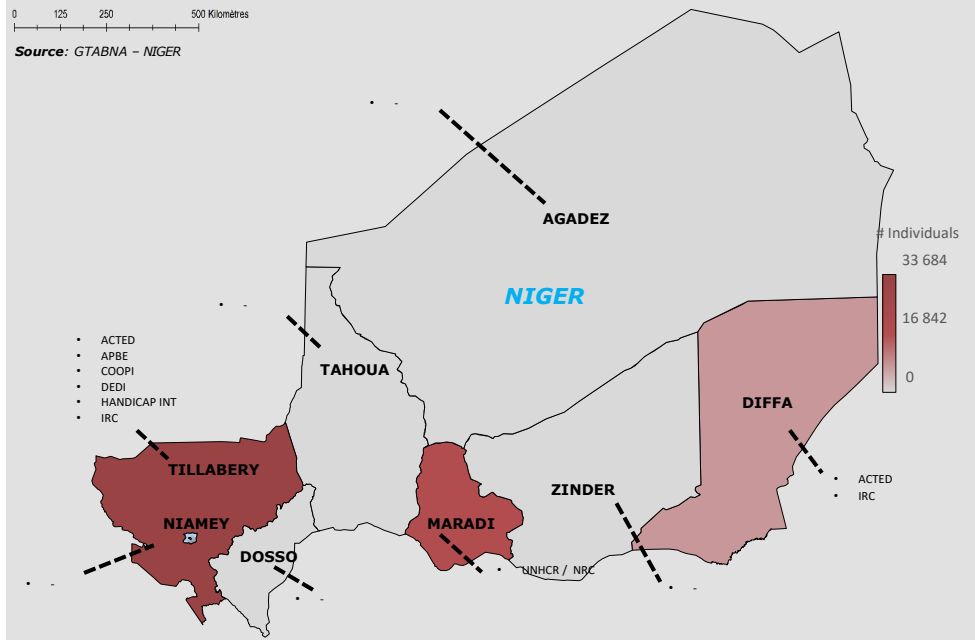 0 125 250 500 Kilomètres
Source: GTABNA – NIGER
• -
AGADEZ
# Individuals
33 684
NIGER
• -
16 842
• ACTED
• APBE
• COOPI
• DEDI
• HANDICAP INT
• IRC
TAHOUA
0
DIFFA
TILLABERY
ZINDER
• ACTED
• IRC
NIAMEY
MARADI
DOSSO
• UNHCR / NRC
• -
• -
• -